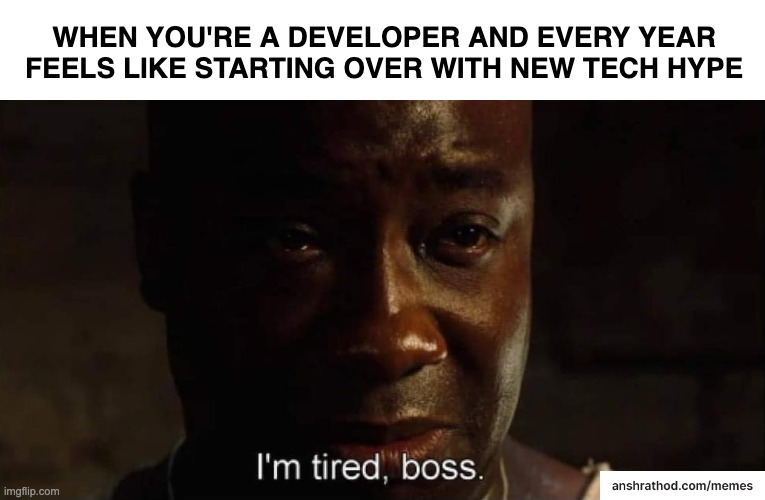 WHEN YOU'RE A DEVELOPER AND EVERY YEAR
FEELS LIKE STARTING OVER WITH NEW TECH HYPE
I'm tired, boss.
imgflip.com
anshrathod.com/memes